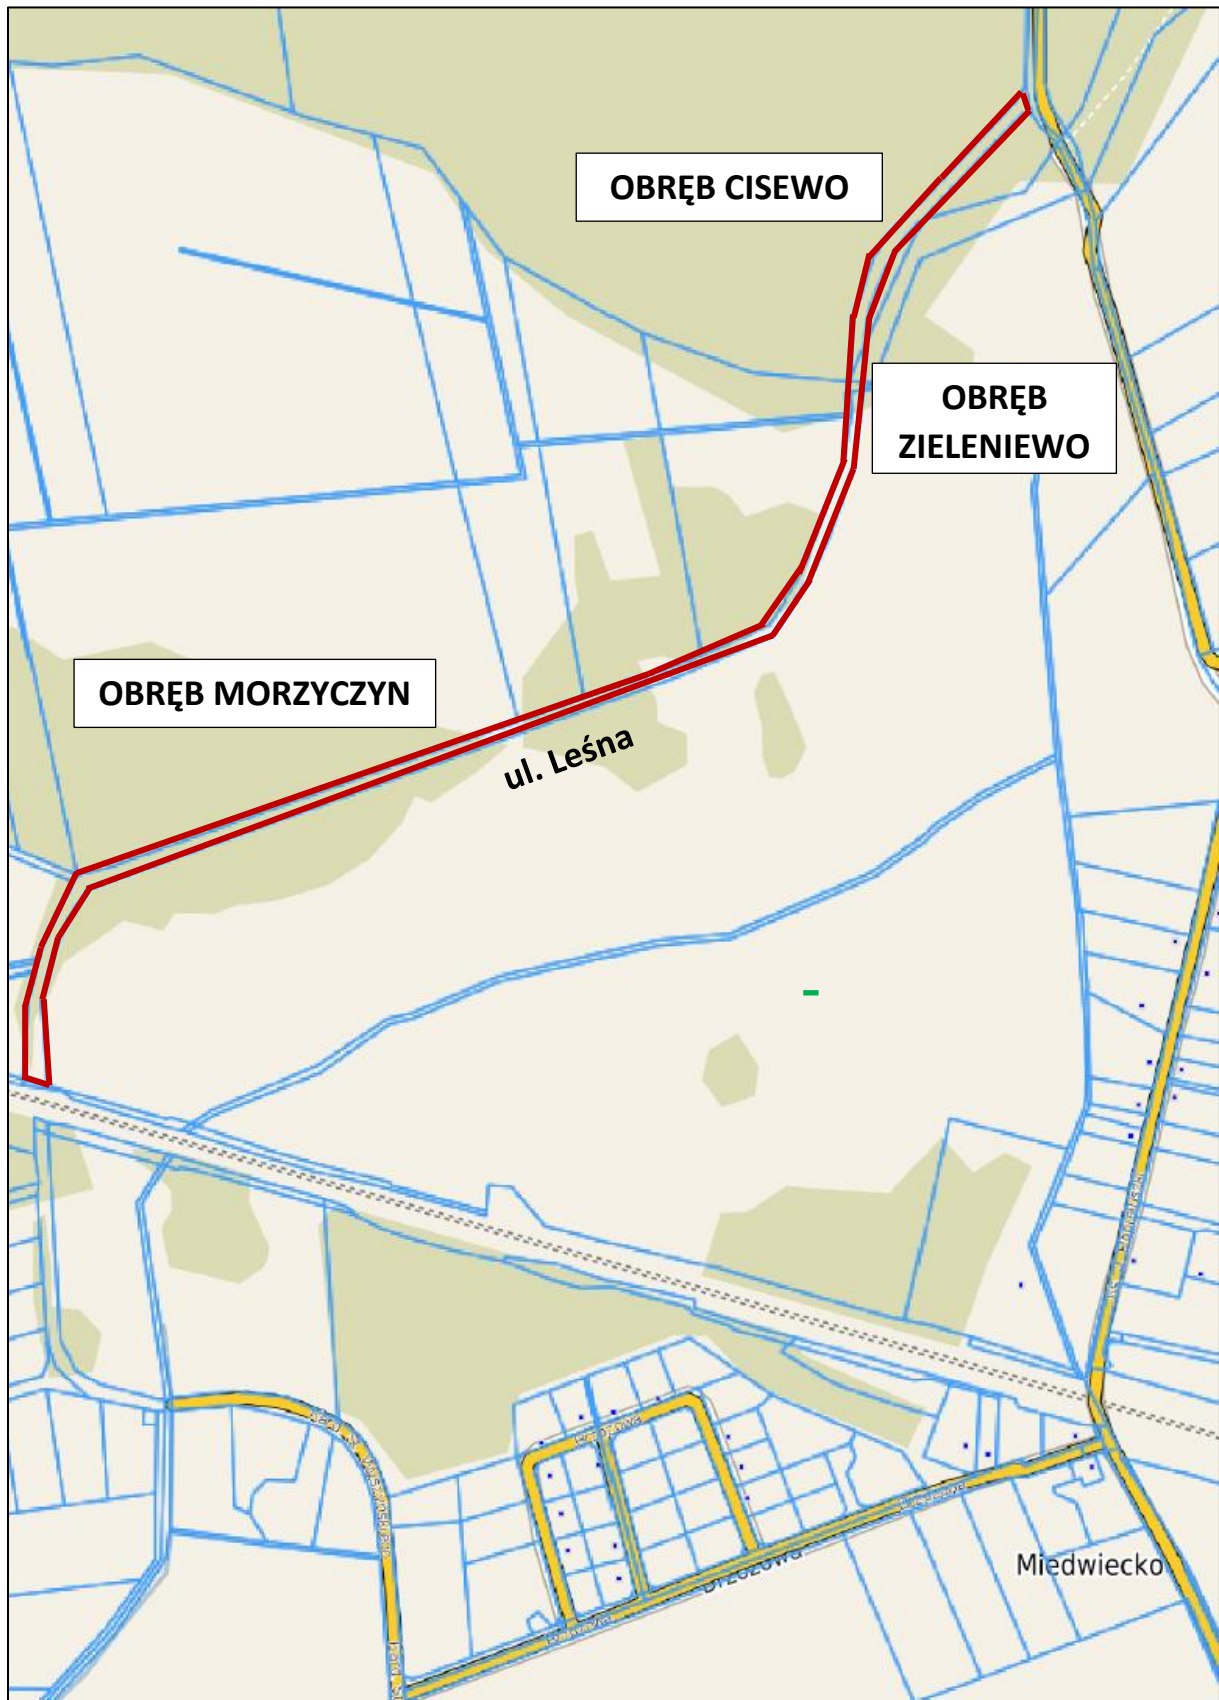 OBRĘB CISEWO
OBRĘB
ZIELENIEWO
OBRĘB MORZYCZYN
ul. Leśna
Miedwiecko
Brzozowa